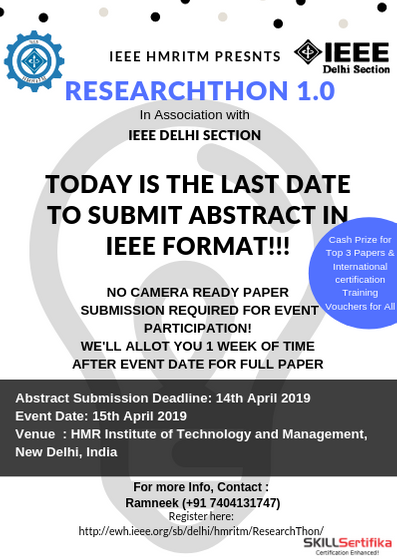 IEEE HMRITM PRESNTS
IEEE
Delhi Section
RESEARCHTHON 1.0
In Association with
IEEE DELHI SECTION
TODAY IS THE LAST DATE
TO SUBMIT ABSTRACT IN
IEEE FORMAT!!!
Cash Prize for
Top 3 Papers &
International
certification
Training
Vouchers for All
NO CAMERA READY PAPER
SUBMISSION REQUIRED FOR EVENT
PARTICIPATION!
WE'LL ALLOT YOU 1 WEEK OF TIME
AFTER EVENT DATE FOR FULL PAPER
Abstract Submission Deadline: 14th April 2019
Event Date: 15th April 2019
Venue : HMR Institute of Technology and Management,
New Delhi, India
For more Info, Contact :
Ramneek (+91 7404131747)
Register here:
http://ewh.ieee.org/sb/delhi/hmritm/ResearchThon/
SKILLSertifika
Certification Enhanced!